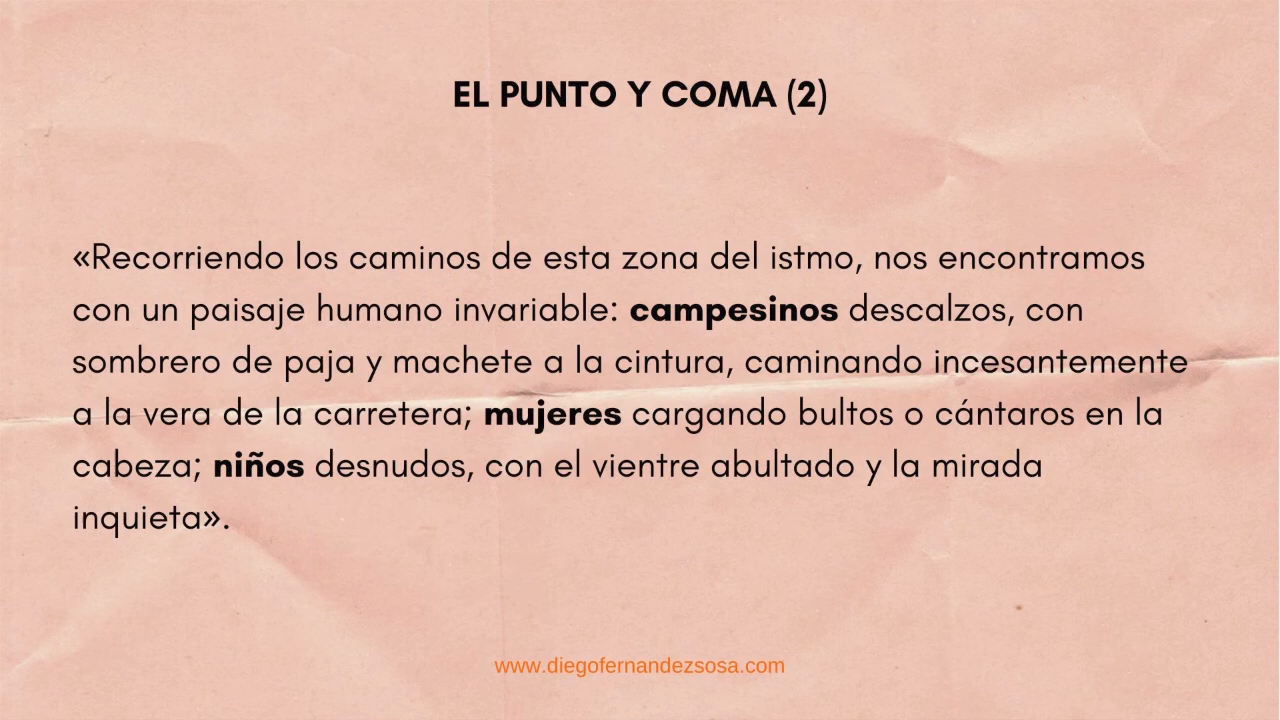 EL PUNTO Y COMA (2)
«Recorriendo los caminos de esta zona del istmo, nos encontramos
con un paisaje humano invariable: campesinos descalzos, con
sombrero de paja y machete a la cintura, caminando incesantemente
a la vera de la carretera; mujeres cargando bultos o cántaros en la
cabeza; niños desnudos, con el vientre abultado y la mirada
inquieta».
www.diegofernandezsosa.com